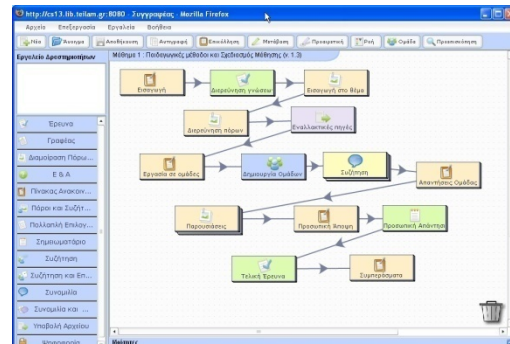 http://cs13.lib.teilam.gr:8080 - Συγγραφέας - Mozilla Firefox
Αρχείο Επεξεργασία Εργαλεία Βοήθεια
Νέο Άνοιγμα Αποθήκευση Αντιγραφή Επικόλληση Μετάβαση Προαιρετική Ροή Ομάδα Προεπισκόπηση
Εργαλεία Δραστηριοτήτων
Μάθημα 1 : Παιδαγωγικές μέθοδοι και Σχεδιασμός Μάθησης (v. 1.3)
Εισαγωγή
Διερεύνηση γνώσεων
Εισαγωγή στο θέμα
Διερεύνηση πόρων
Εναλλακτικές πηγές
Εργασία σε ομάδες
Δημιουργία Ομάδων
Συζήτηση
Απαντήσεις Ομάδας
Παρουσιάσεις
Προσωπική Άποψη
Προσωπική Απάντηση
Τελική Έρευνα
Συμπεράσματα
Έρευνα
Γραφέας
Διαμοίραση Πόρω...
Ε & Α
Πίνακας Ανακοιν...
Πόροι και Συζήτ...
Πολλαπλή Επιλογ...
Σημειωματάριο
Συζήτηση
Συζήτηση και Επ...
Συνομιλία
Συνομιλία και ...
Υποβολή Αρχείου
Ψηφοφορία